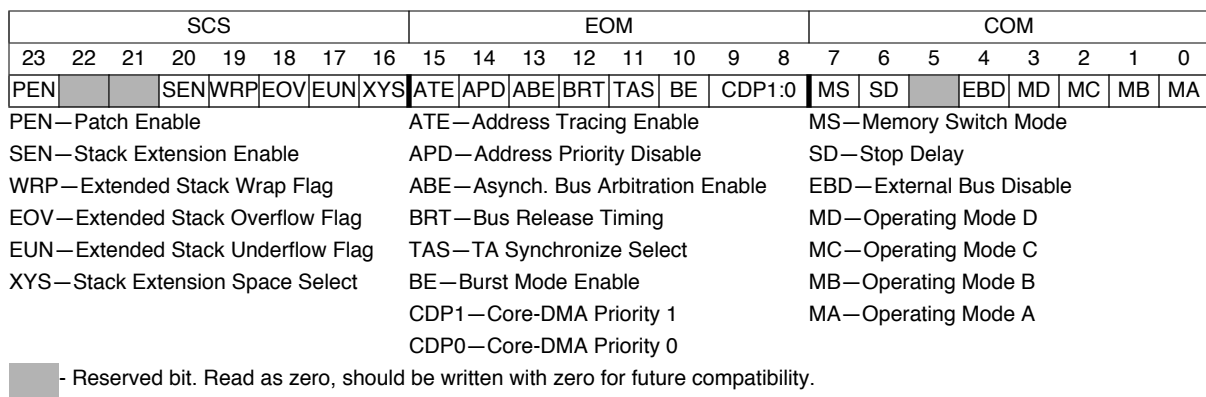 SCS EOM COM
23 22 21 20 19 18 17 16 15 14 13 12 11 10 9 8 7 6 5 4 3 2 1 0
PEN SEN WRP EOV EUN XYS ATE APD ABE BRT TAS BE CDP1:0 MS SD EBD MD MC MB MA
PEN—Patch Enable
SEN—Stack Extension Enable
WRP—Extended Stack Wrap Flag
EOV—Extended Stack Overflow Flag
EUN—Extended Stack Underflow Flag
XYS—Stack Extension Space Select
ATE—Address Tracing Enable
APD—Address Priority Disable
ABE—Asynch. Bus Arbitration Enable
BRT—Bus Release Timing
TAS—TA Synchronize Select
BE—Burst Mode Enable
CDP1—Core-DMA Priority 1
CDP0—Core-DMA Priority 0
MS—Memory Switch Mode
SD—Stop Delay
EBD—External Bus Disable
MD—Operating Mode D
MC—Operating Mode C
MB—Operating Mode B
MA—Operating Mode A
- Reserved bit. Read as zero, should be written with zero for future compatibility.